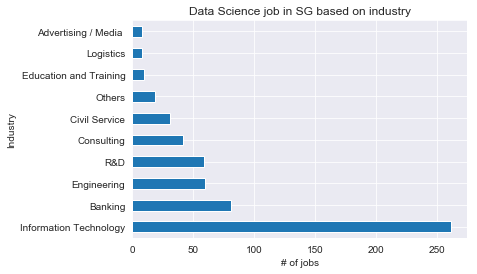 Data Science job in SG based on industry
Advertising / Media
Logistics
Education and Training
Others
Civil Service
Consulting
R&D
Engineering
Banking
Information Technology
Industry
0 50 100 150 200 250
# of jobs